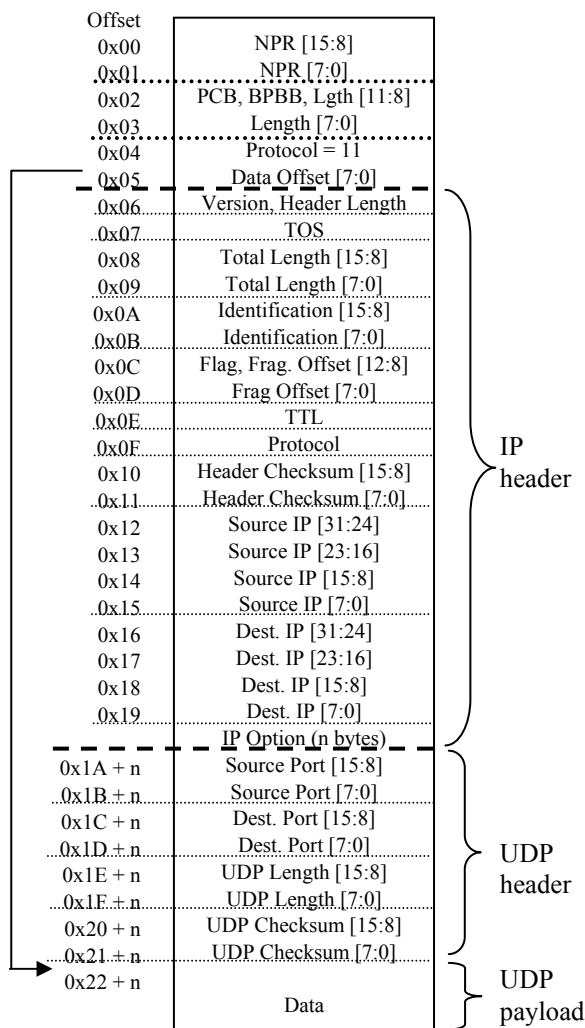 Offset
0x00 NPR [15:8]
0x01 NPR [7:0]
0x02 PCB, BPBB, Lgth [11:8]
0x03 Length [7:0]
0x04 Protocol = 11
0x05 Data Offset [7:0]
0x06 Version, Header Length
0x07 TOS
0x08 Total Length [15:8]
0x09 Total Length [7:0]
0x0A Identification [15:8]
0x0B Identification [7:0]
0x0C Flag, Frag. Offset [12:8]
0x0D Frag Offset [7:0]
0x0E TTL
0x0F Protocol
0x10 Header Checksum [15:8]
0x11 Header Checksum [7:0]
0x12 Source IP [31:24]
0x13 Source IP [23:16]
0x14 Source IP [15:8]
0x15 Source IP [7:0]
0x16 Dest. IP [31:24]
0x17 Dest. IP [23:16]
0x18 Dest. IP [15:8]
0x19 Dest. IP [7:0]
IP Option (n bytes)
IP
header
0x1A + n Source Port [15:8]
0x1B + n Source Port [7:0]
0x1C + n Dest. Port [15:8]
0x1D + n Dest. Port [7:0]
0x1E + n UDP Length [15:8]
0x1F + n UDP Length [7:0]
0x20 + n UDP Checksum [15:8]
0x21 + n UDP Checksum [7:0]
UDP
header
0x22 + n
Data
UDP
payload